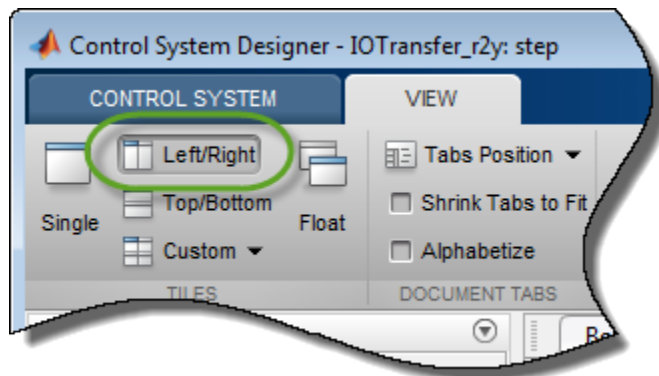 Control System Designer - IOTransfer_r2y: step
CONTROL SYSTEM
VIEW
Single
Left/Right
Top/Bottom
Custom
Float
TILES
Tabs Position
Shrink Tabs to Fit
Alphabetize
DOCUMENT TABS